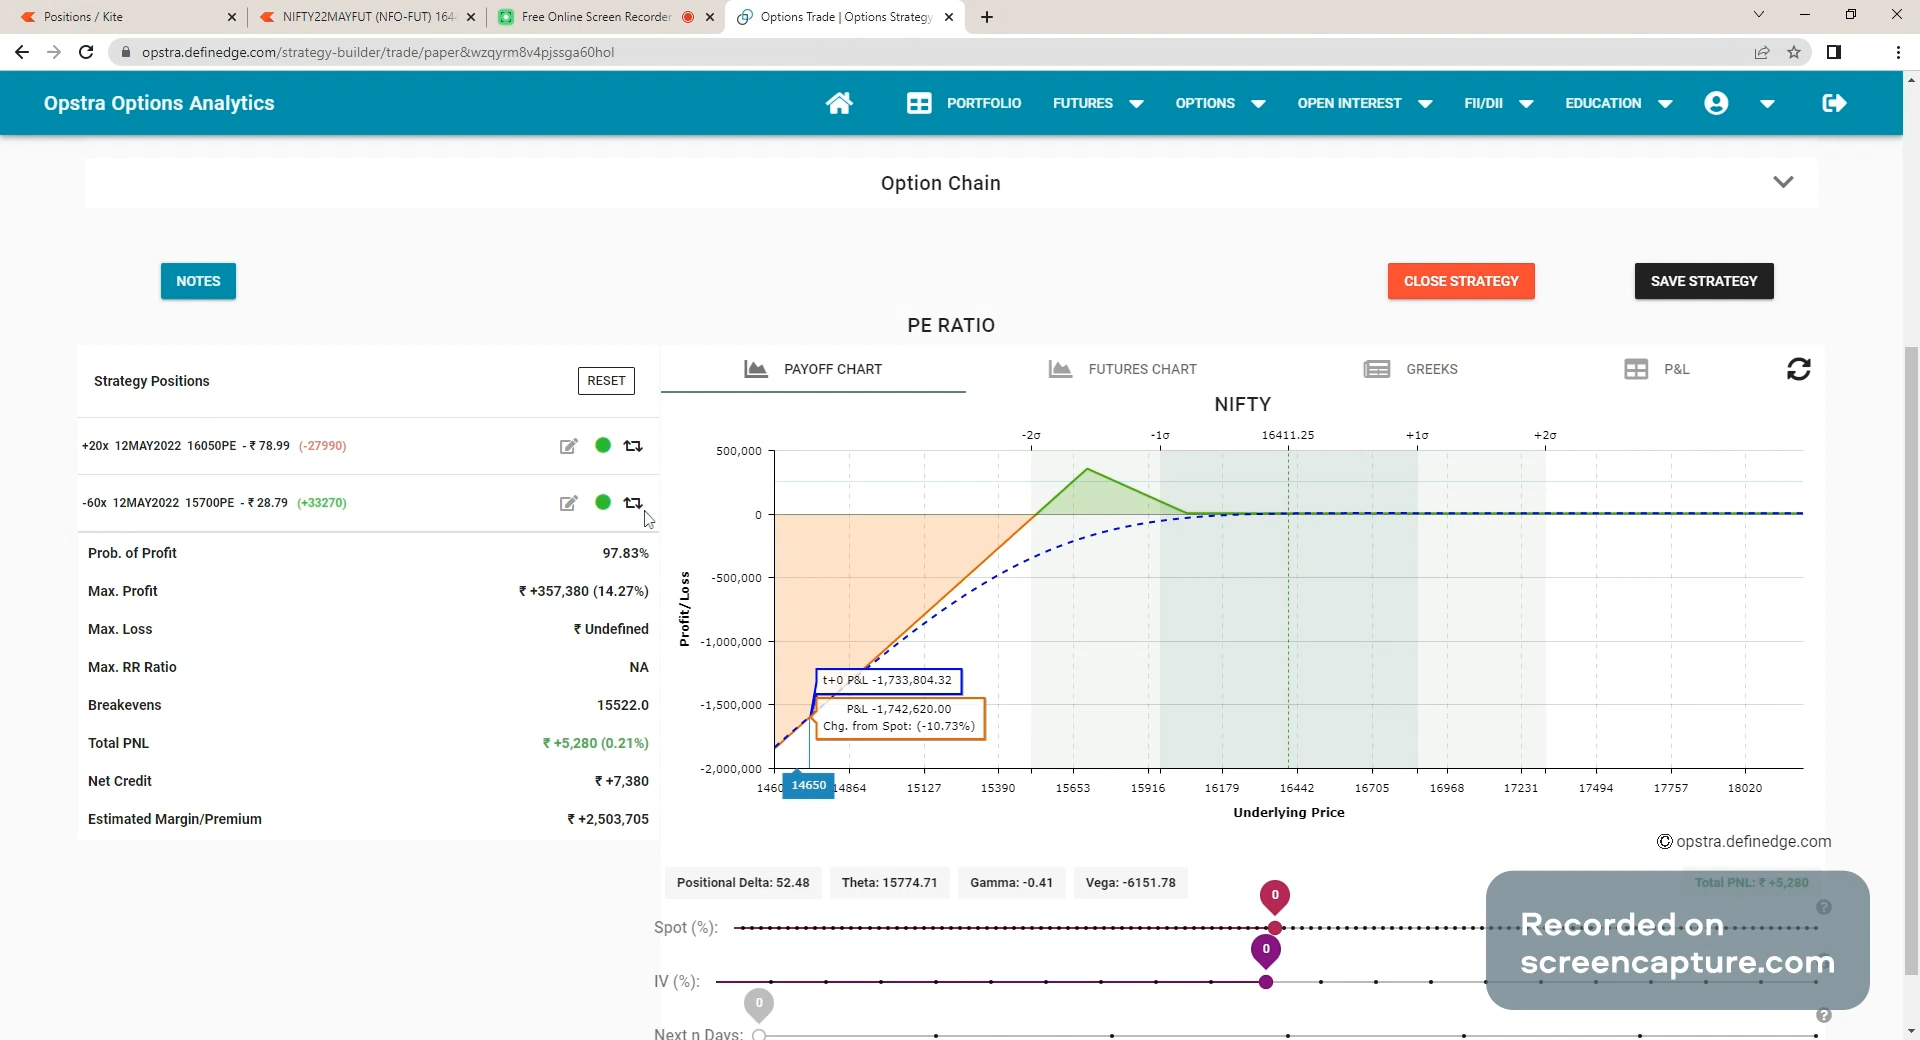 Positions / Kite
NIFTY22MAYFUT (NFO-FUT) 164
Free Online Screen Recorder
Options Trade | Options Strategy
opstra.definedge.com/strategy-builder/trade/paper&wzqyrm8v4pjssga60hol
Opstra Options Analytics
PORTFOLIO
FUTURES
OPTIONS
OPEN INTEREST
FII/DII
EDUCATION
Option Chain
NOTES
CLOSE STRATEGY
SAVE STRATEGY
PE RATIO
Strategy Positions
RESET
PAYOFF CHART
FUTURES CHART
GREEKS
P&L
NIFTY
+20x 12MAY2022 16050PE - ₹ 78.99 (-27990)
-60x 12MAY2022 15700PE - ₹ 28.79 (+33270)
Prob. of Profit 97.83%
Max. Profit ₹ +357,380 (14.27%)
Max. Loss ₹ Undefined
Max. RR Ratio NA
Breakevens 15522.0
Total PNL ₹ +5,280 (0.21%)
Net Credit ₹ +7,380
Estimated Margin/Premium ₹ +2,503,705
-2σ -1σ 16411.25 +1σ +2σ
500,000
0
-500,000
-1,000,000
-1,500,000
-2,000,000
Profit/Loss
t+0 P&L -1,733,804.32
P&L -1,742,620.00
Chg. from Spot: (-10.73%)
14650
1460 14864 15127 15390 15653 15916 16179 16442 16705 16968 17231 17494 17757 18020
Underlying Price
© opstra.definedge.com
Positional Delta: 52.48
Theta: 15774.71
Gamma: -0.41
Vega: -6151.78
Total PNL: ₹ +5,280
0
Spot (%):
0
IV (%):
0
Next n Days:
Recorded on
screencapture.com